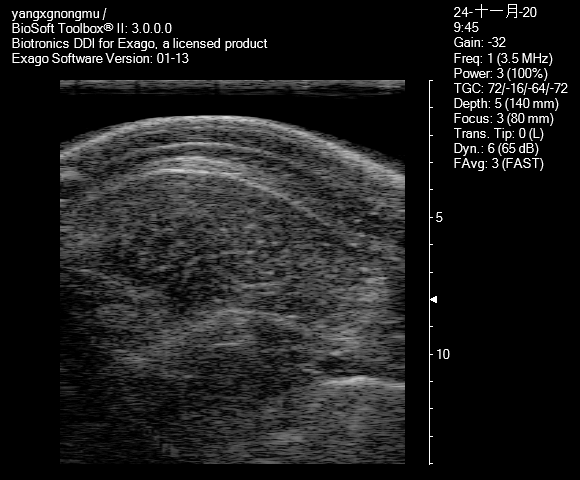 yangxgnongmu /
BioSoft Toolbox® II: 3.0.0.0
Biotronics DDI for Exago, a licensed product
Exago Software Version: 01-13
24-十一月-20
9:45
Gain: -32
Freq: 1 (3.5 MHz)
Power: 3 (100%)
TGC: 72/-16/-64/-72
Depth: 5 (140 mm)
Focus: 3 (80 mm)
Trans. Tip: 0 (L)
Dyn.: 6 (65 dB)
FAvg: 3 (FAST)
5
10